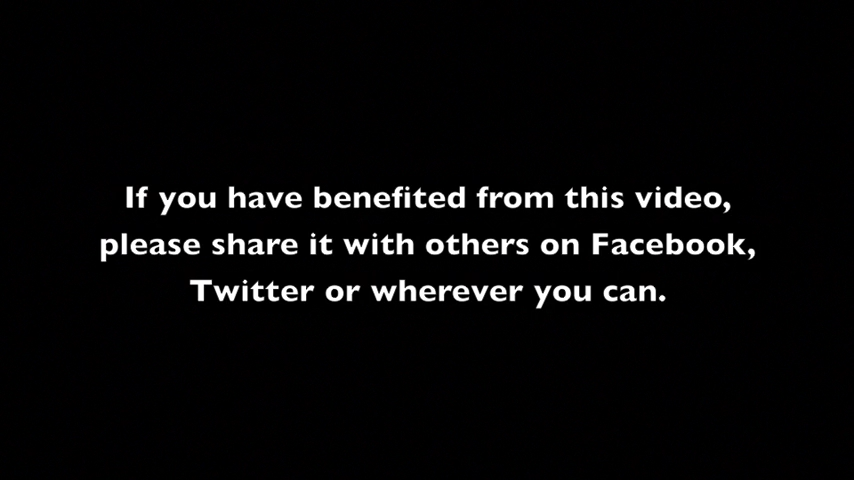 If you have benefited from this video,
please share it with others on Facebook,
Twitter or wherever you can.